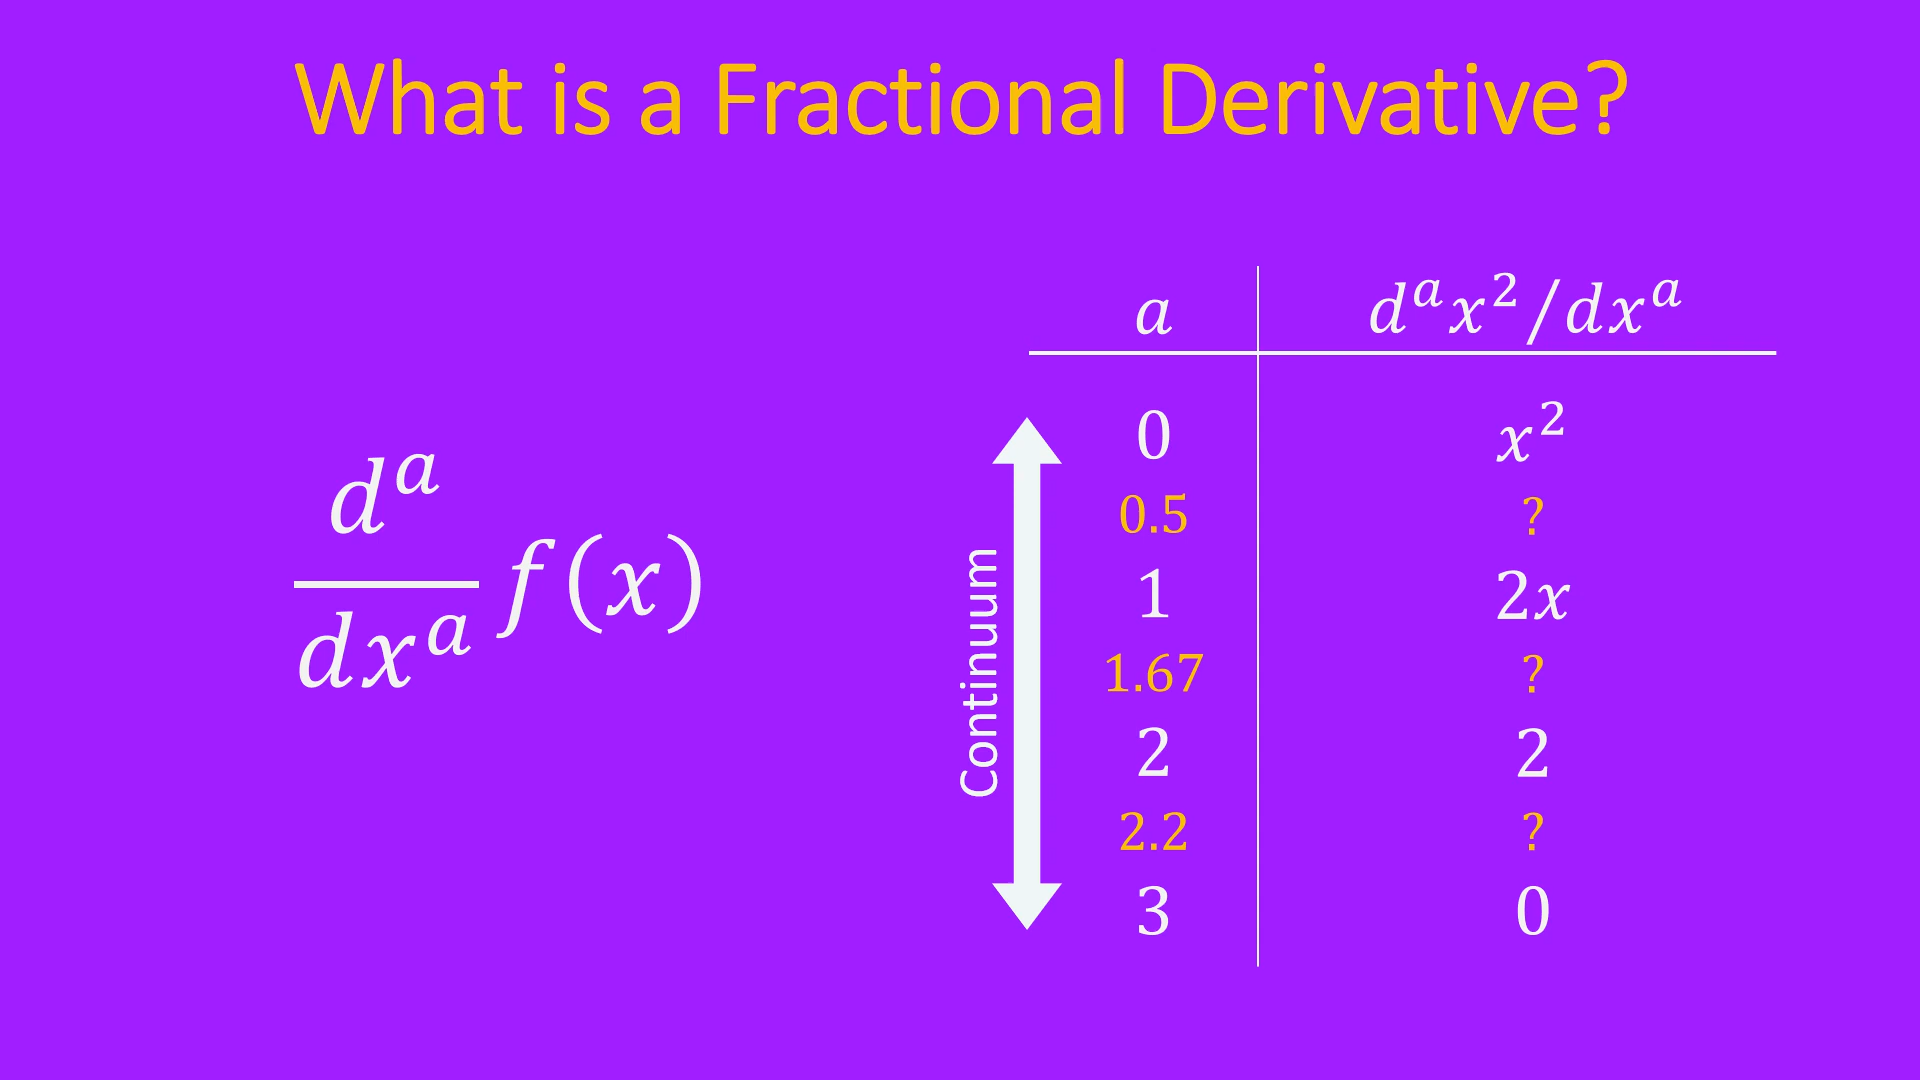 What is a Fractional Derivative?
d^a/dx^a f(x)
Continuum
a d^a x^2/dx^a
0 x^2
0.5 ?
1 2x
1.67 ?
2 2
2.2 ?
3 0